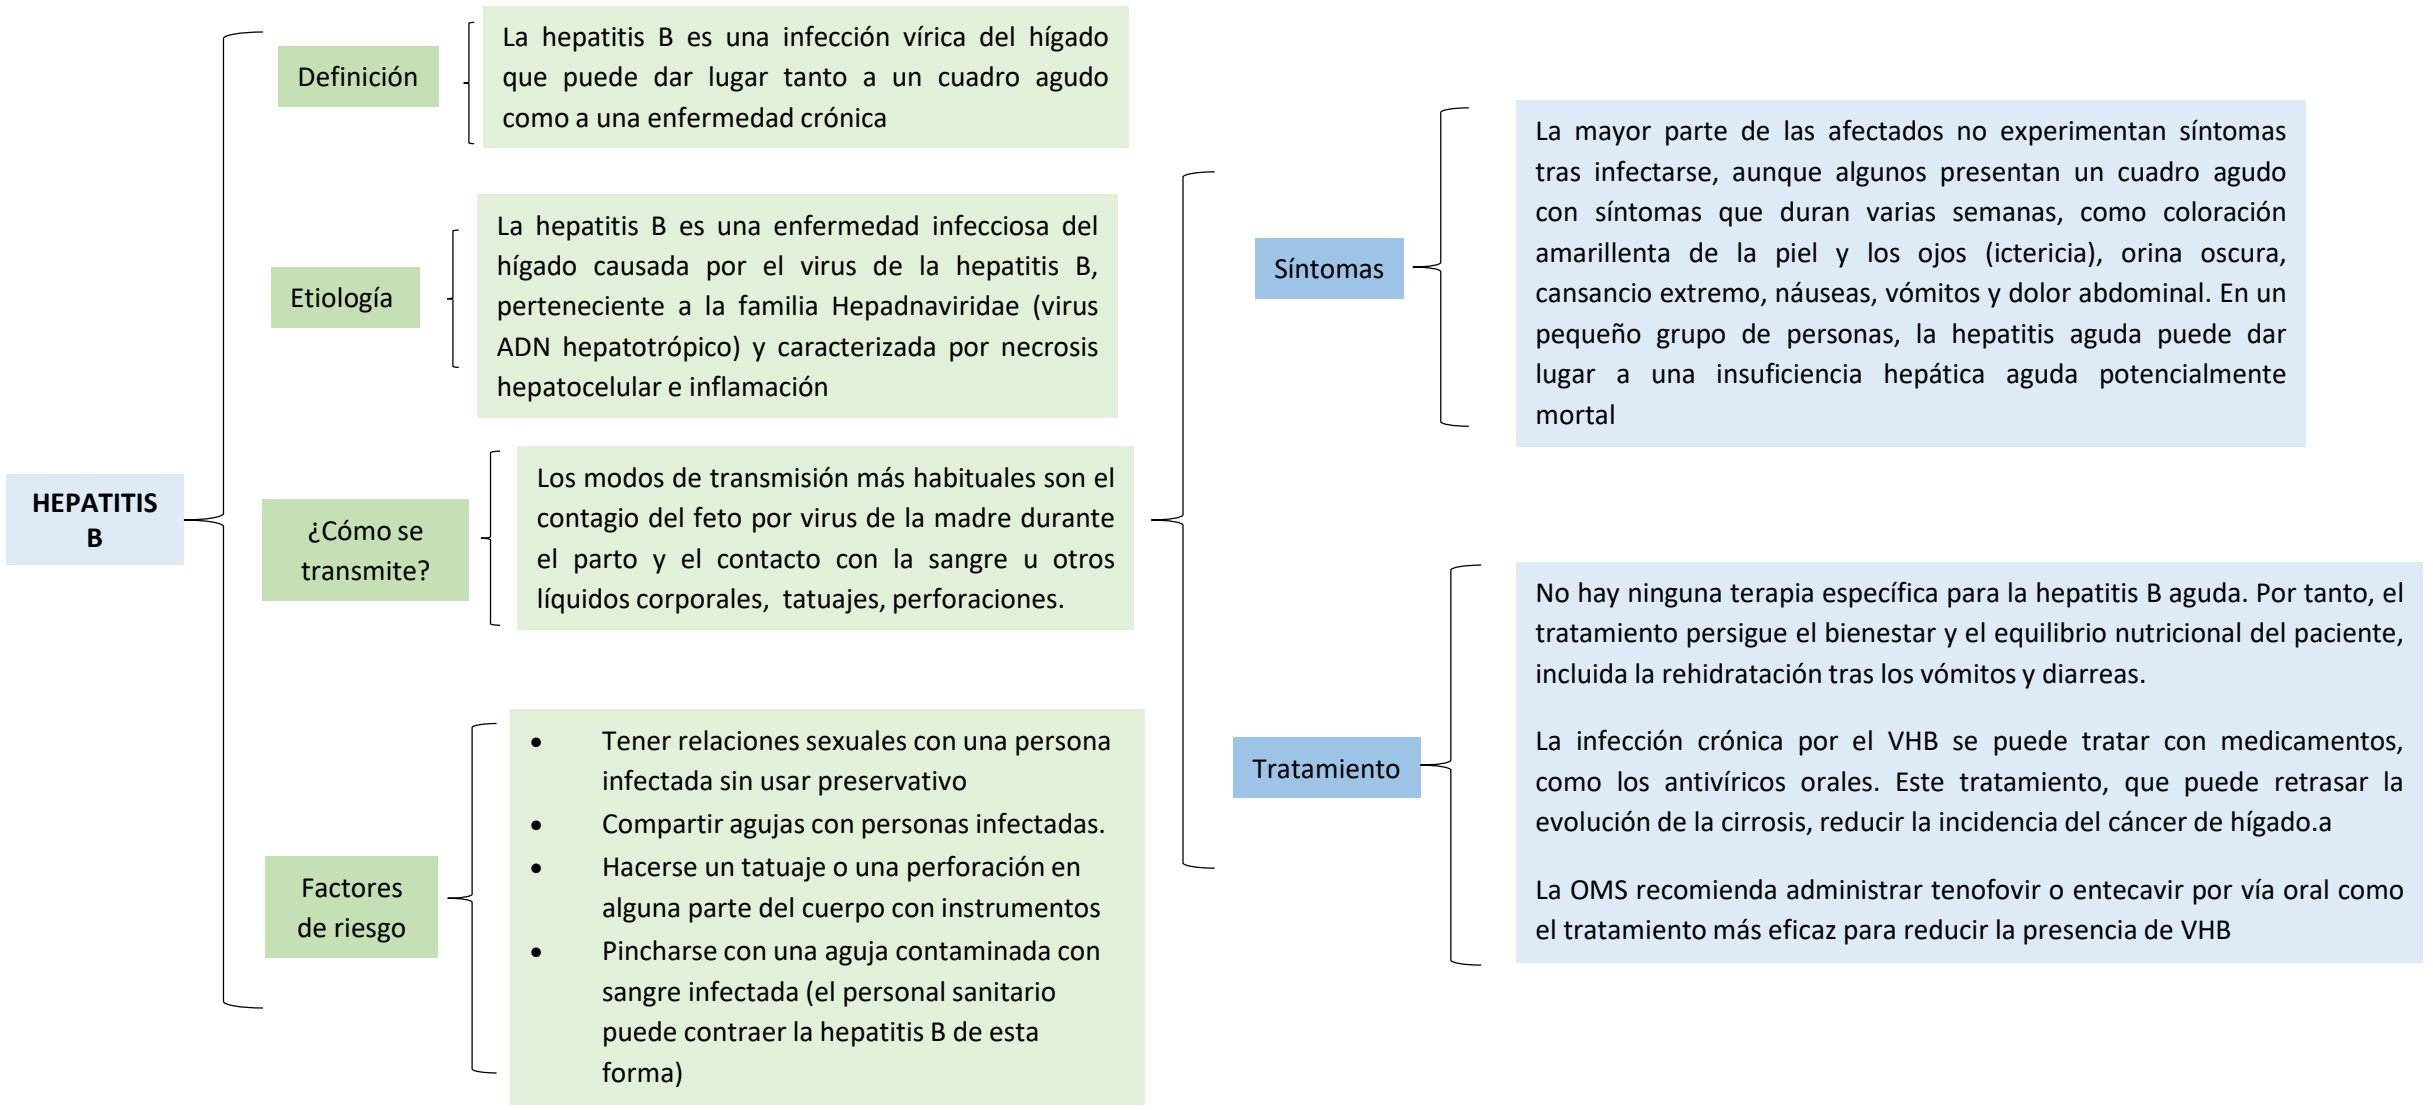 HEPATITIS
B
Definición
La hepatitis B es una infección vírica del hígado
que puede dar lugar tanto a un cuadro agudo
como a una enfermedad crónica
Etiología
La hepatitis B es una enfermedad infecciosa del
hígado causada por el virus de la hepatitis B,
perteneciente a la familia Hepadnaviridae (virus
ADN hepatotrópico) y caracterizada por necrosis
hepatocelular e inflamación
¿Cómo se
transmite?
Los modos de transmisión más habituales son el
contagio del feto por virus de la madre durante
el parto y el contacto con la sangre u otros
líquidos corporales, tatuajes, perforaciones.
Factores
de riesgo
• Tener relaciones sexuales con una persona
infectada sin usar preservativo
• Compartir agujas con personas infectadas.
• Hacerse un tatuaje o una perforación en
alguna parte del cuerpo con instrumentos
• Pincharse con una aguja contaminada con
sangre infectada (el personal sanitario
puede contraer la hepatitis B de esta
forma)
Síntomas
La mayor parte de las afectados no experimentan síntomas
tras infectarse, aunque algunos presentan un cuadro agudo
con síntomas que duran varias semanas, como coloración
amarillenta de la piel y los ojos (ictericia), orina oscura,
cansancio extremo, náuseas, vómitos y dolor abdominal. En un
pequeño grupo de personas, la hepatitis aguda puede dar
lugar a una insuficiencia hepática aguda potencialmente
mortal
Tratamiento
No hay ninguna terapia específica para la hepatitis B aguda. Por tanto, el
tratamiento persigue el bienestar y el equilibrio nutricional del paciente,
incluida la rehidratación tras los vómitos y diarreas.
La infección crónica por el VHB se puede tratar con medicamentos,
como los antivíricos orales. Este tratamiento, que puede retrasar la
evolución de la cirrosis, reducir la incidencia del cáncer de hígado.a
La OMS recomienda administrar tenofovir o entecavir por vía oral como
el tratamiento más eficaz para reducir la presencia de VHB